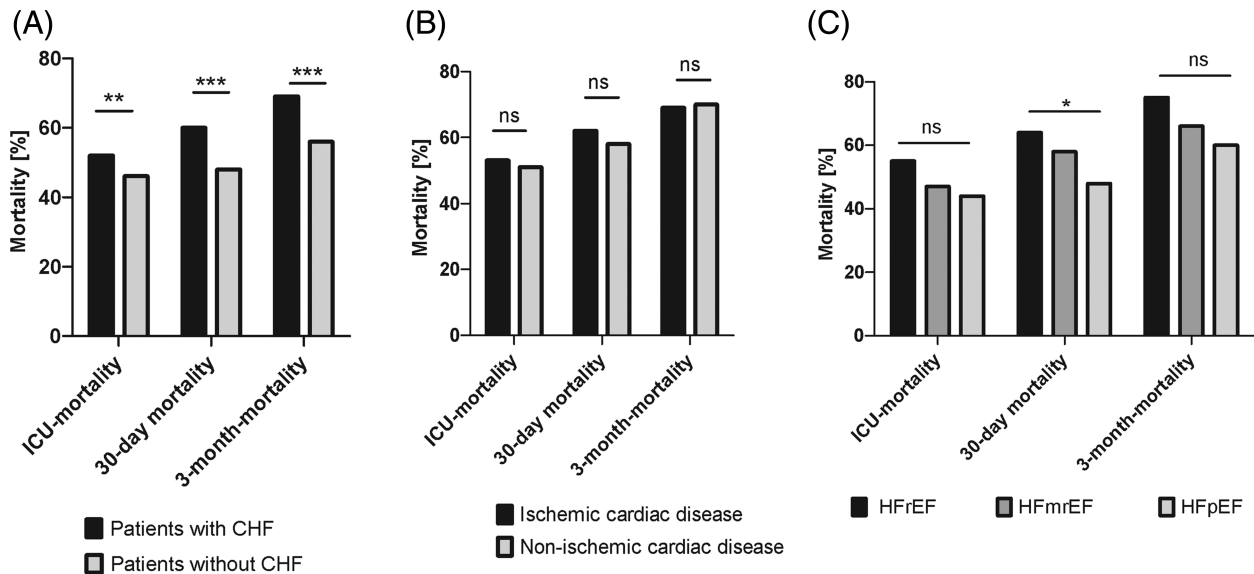 (A)
Mortality [%]
80
60
40
20
0
**
***
***
ICU-mortality
30-day mortality
3-month-mortality
Patients with CHF
Patients without CHF
(B)
Mortality [%]
80
60
40
20
0
ns
ns
ns
ICU-mortality
30-day mortality
3-month-mortality
Ischemic cardiac disease
Non-ischemic cardiac disease
(C)
Mortality [%]
80
60
40
20
0
ns
*
ns
ICU-mortality
30-day mortality
3-month-mortality
HFrEF
HFmrEF
HFpEF